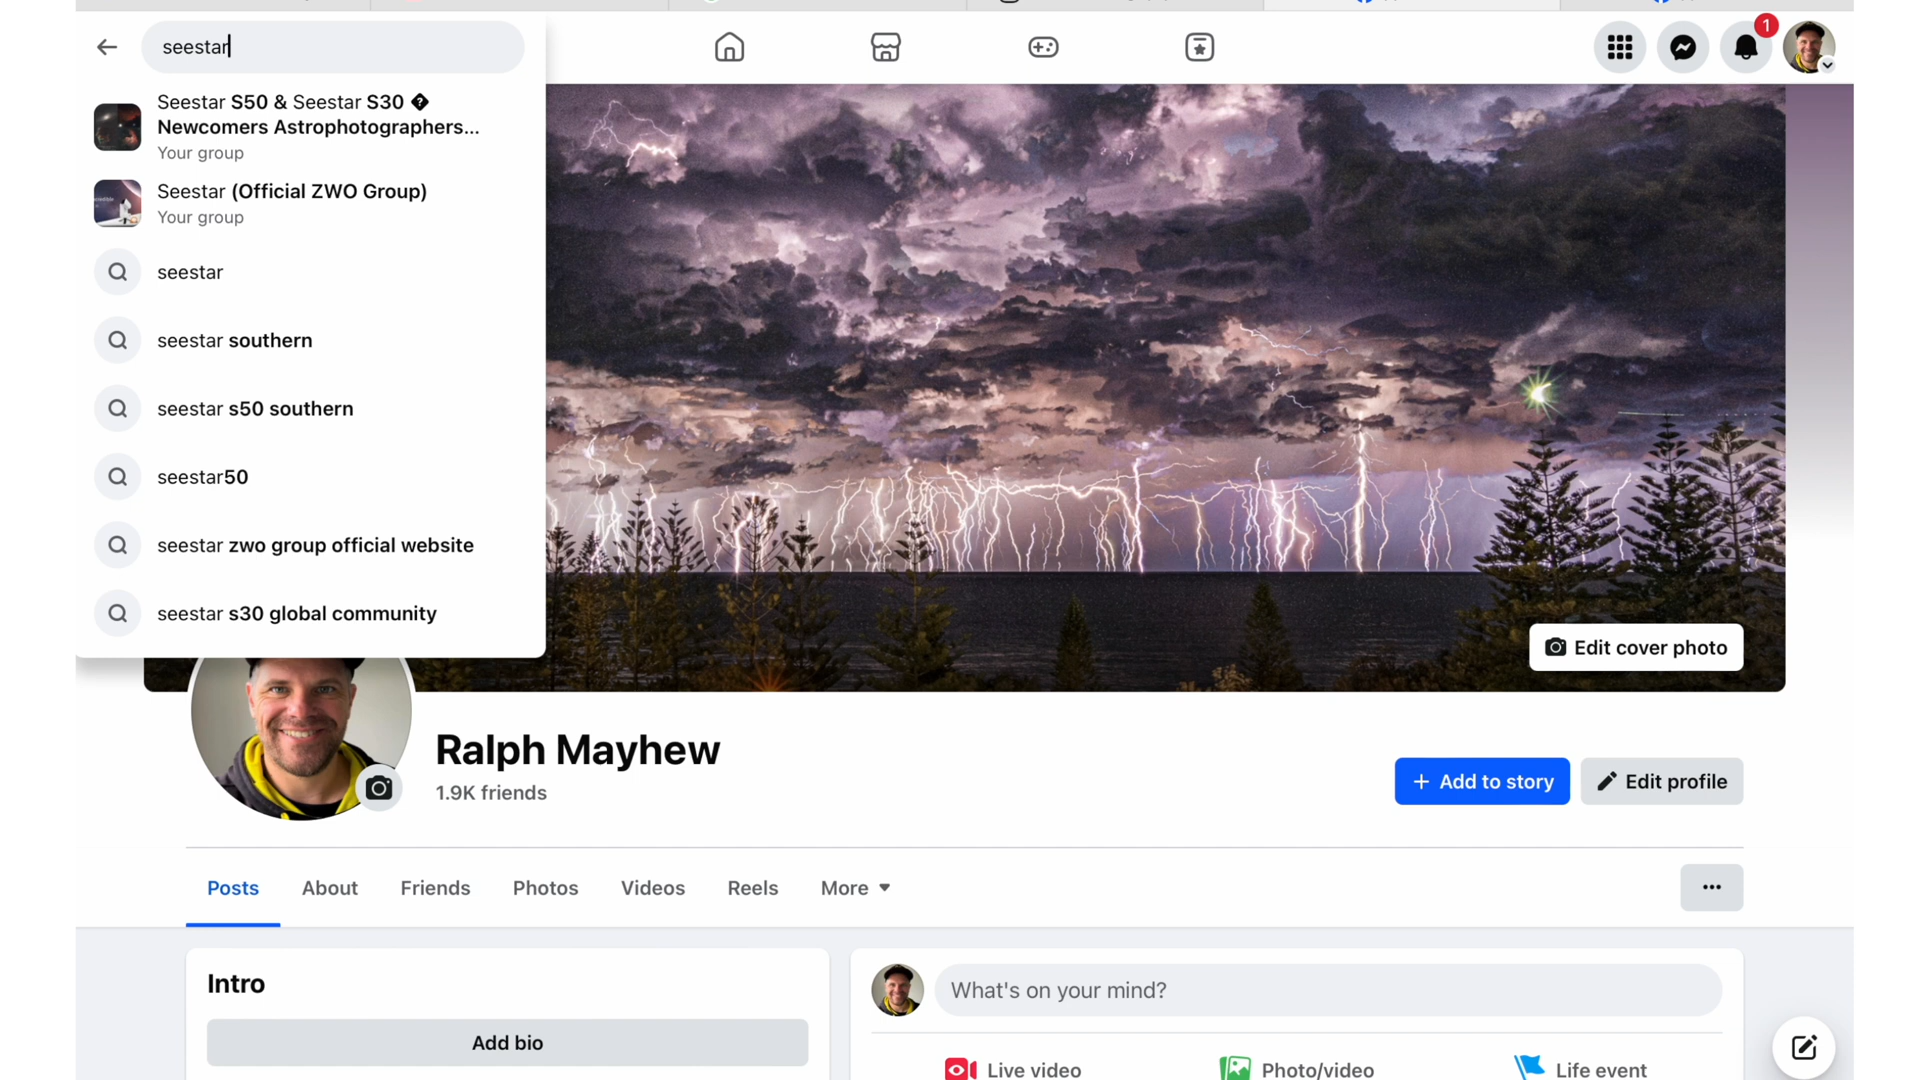 seestar
1
Seestar S50 & Seestar S30 �
Newcomers Astrophotographers...
Your group
Seestar (Official ZWO Group)
Your group
seestar
seestar southern
seestar s50 southern
seestar50
seestar zwo group official website
seestar s30 global community
Edit cover photo
Ralph Mayhew
1.9K friends
Add to story
Edit profile
Posts
About
Friends
Photos
Videos
Reels
More
Intro
What's on your mind?
Add bio
Live video
Photo/video
Life event